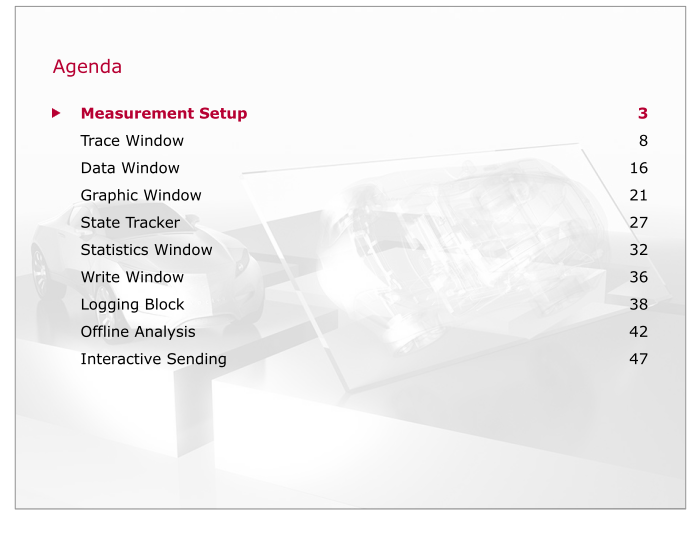 Agenda
Measurement Setup 3
Trace Window 8
Data Window 16
Graphic Window 21
State Tracker 27
Statistics Window 32
Write Window 36
Logging Block 38
Offline Analysis 42
Interactive Sending 47